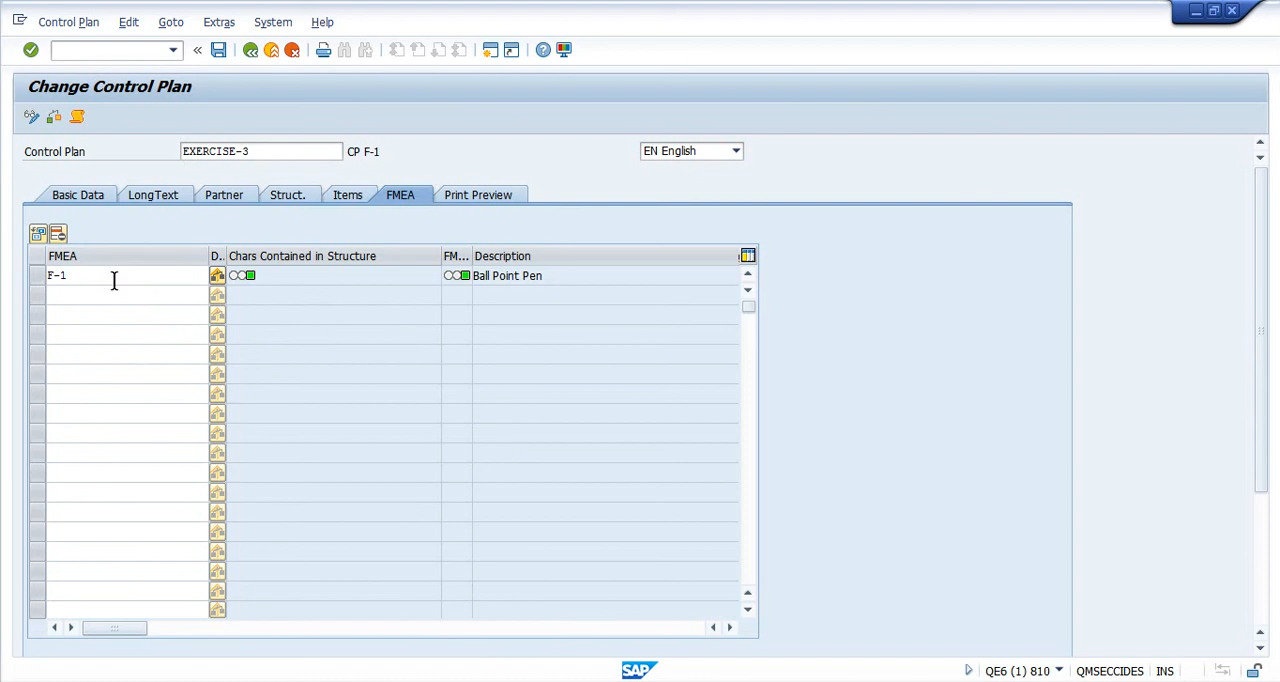 Control Plan Edit Goto Extras System Help
Change Control Plan
Control Plan EXERCISE-3 CP F-1 EN English
Basic Data LongText Partner Struct. Items FMEA Print Preview
FMEA D.. Chars Contained in Structure FM... Description
F-1 Ball Point Pen
SAP QE6 (1) 810 QMSECCIDES INS